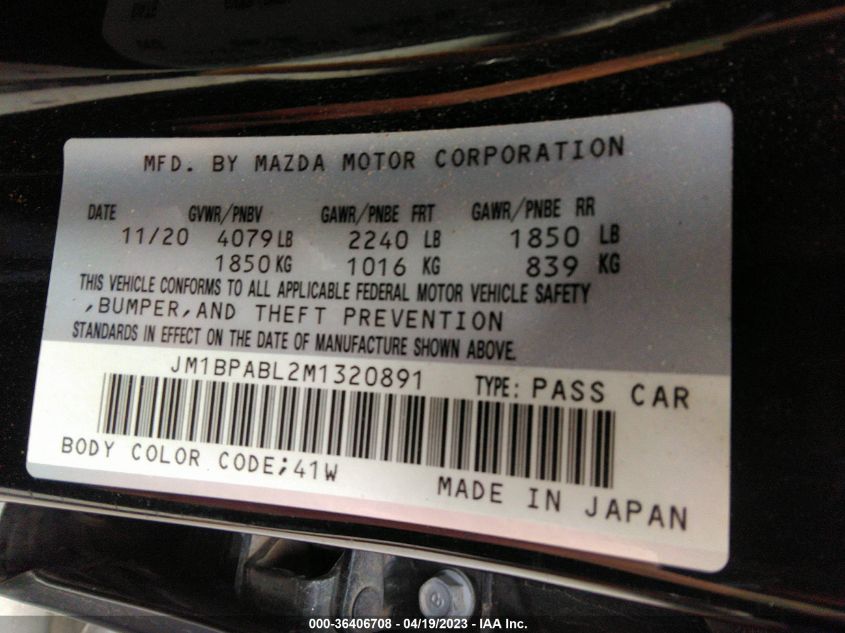 MFD. BY MAZDA MOTOR CORPORATION
DATE GVWR/PNBV GAWR/PNBE FRT GAWR/PNBE RR
11/20 4079 LB 2240 LB 1850 LB
1850 KG 1016 KG 839 KG
THIS VEHICLE CONFORMS TO ALL APPLICABLE FEDERAL MOTOR VEHICLE SAFETY
,BUMPER,AND THEFT PREVENTION
STANDARDS IN EFFECT ON THE DATE OF MANUFACTURE SHOWN ABOVE.
JM1BPABL2M1320891 TYPE: PASS CAR
BODY COLOR CODE;41W
MADE IN JAPAN
000-36406708 - 04/19/2023 - IAA Inc.